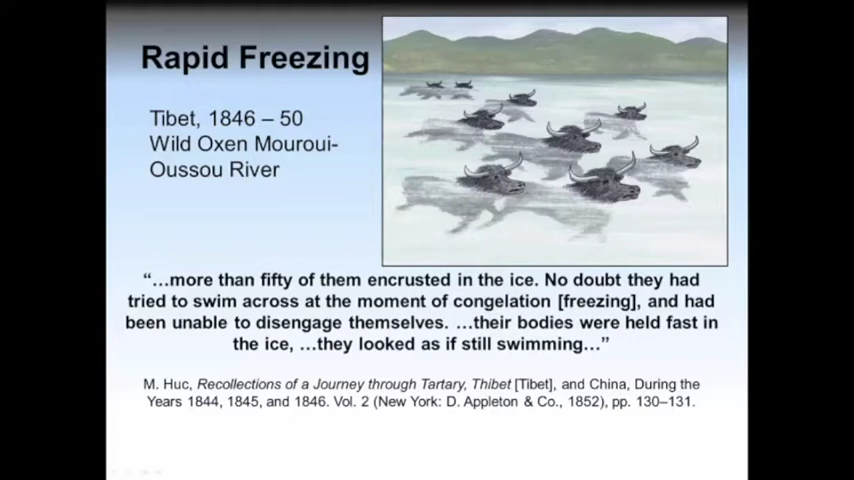 Rapid Freezing
Tibet, 1846 – 50
Wild Oxen Mouroui-
Oussou River
“…more than fifty of them encrusted in the ice. No doubt they had
tried to swim across at the moment of congelation [freezing], and had
been unable to disengage themselves. …their bodies were held fast in
the ice, …they looked as if still swimming…”
M. Huc, Recollections of a Journey through Tartary, Thibet [Tibet], and China, During the
Years 1844, 1845, and 1846. Vol. 2 (New York: D. Appleton & Co., 1852), pp. 130–131.